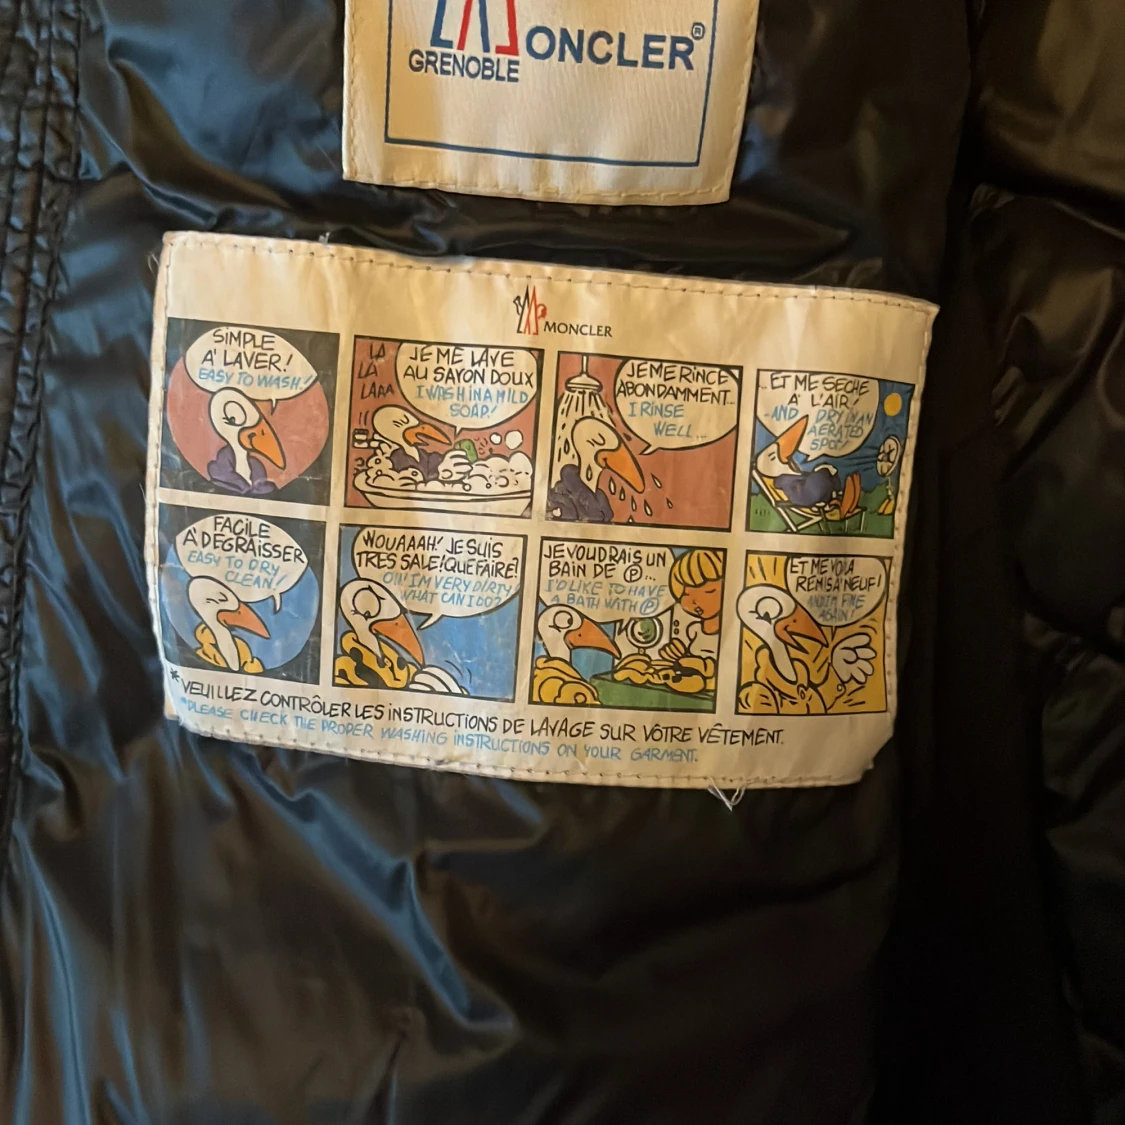 MONCLER®
GRENOBLE
MONCLER
SIMPLE
A' LAVER!
EASY TO WASH!
LA
LA
LAAA
JE ME LAVE
AU SAVON DOUX
I WASH IN A MILD
SOAP!
JE ME RINCE
ABONDAMMENT...
I RINSE
WELL...
...ET ME SECHE
A' L'AIR!
-AND DRY IN AN
AERATED
SPOT
FACILE
A' DEGRAISSER
EASY TO DRY
CLEAN!
WOUAAAH! JE SUIS
TRES SALE! QUE FAIRE?
OH! I'M VERY DIRTY
WHAT CAN I DO?
JE VOUDRAIS UN
BAIN DE Ⓟ...
I'D LIKE TO HAVE
A BATH WITH Ⓟ
ET ME VOILA
REMIS A' NEUF!
AND I'M FINE
AGAIN!
*VEUILLEZ CONTRÔLER LES INSTRUCTIONS DE LAVAGE SUR VÔTRE VÊTEMENT.
*PLEASE CHECK THE PROPER WASHING INSTRUCTIONS ON YOUR GARMENT.